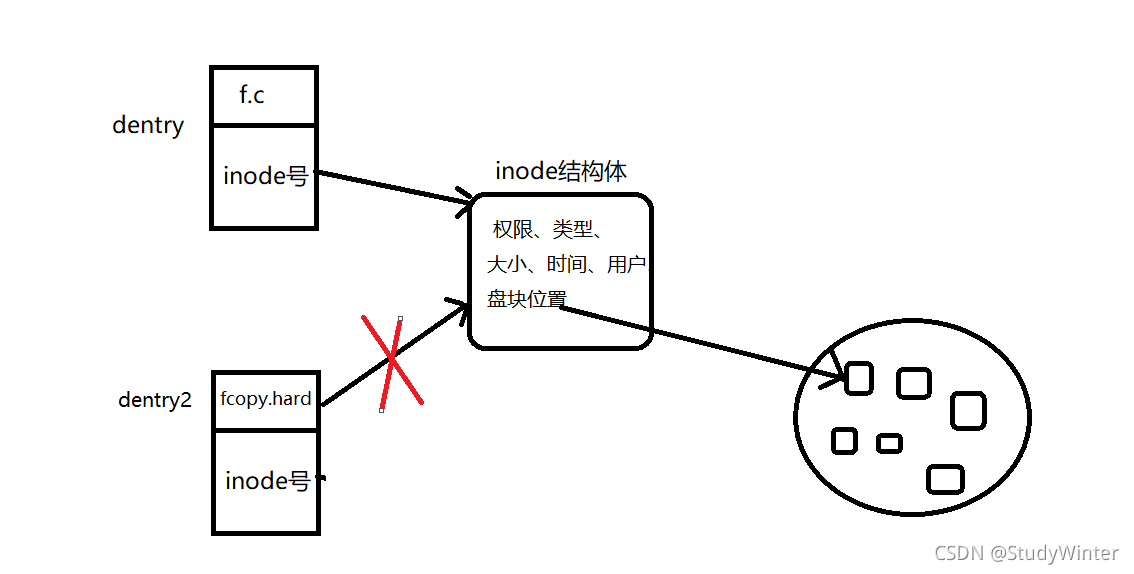 f.c
dentry
inode号
inode结构体
权限、类型、
大小、时间、用户、
盘块位置
dentry2
fcopy.hard
inode号
CSDN @StudyWinter